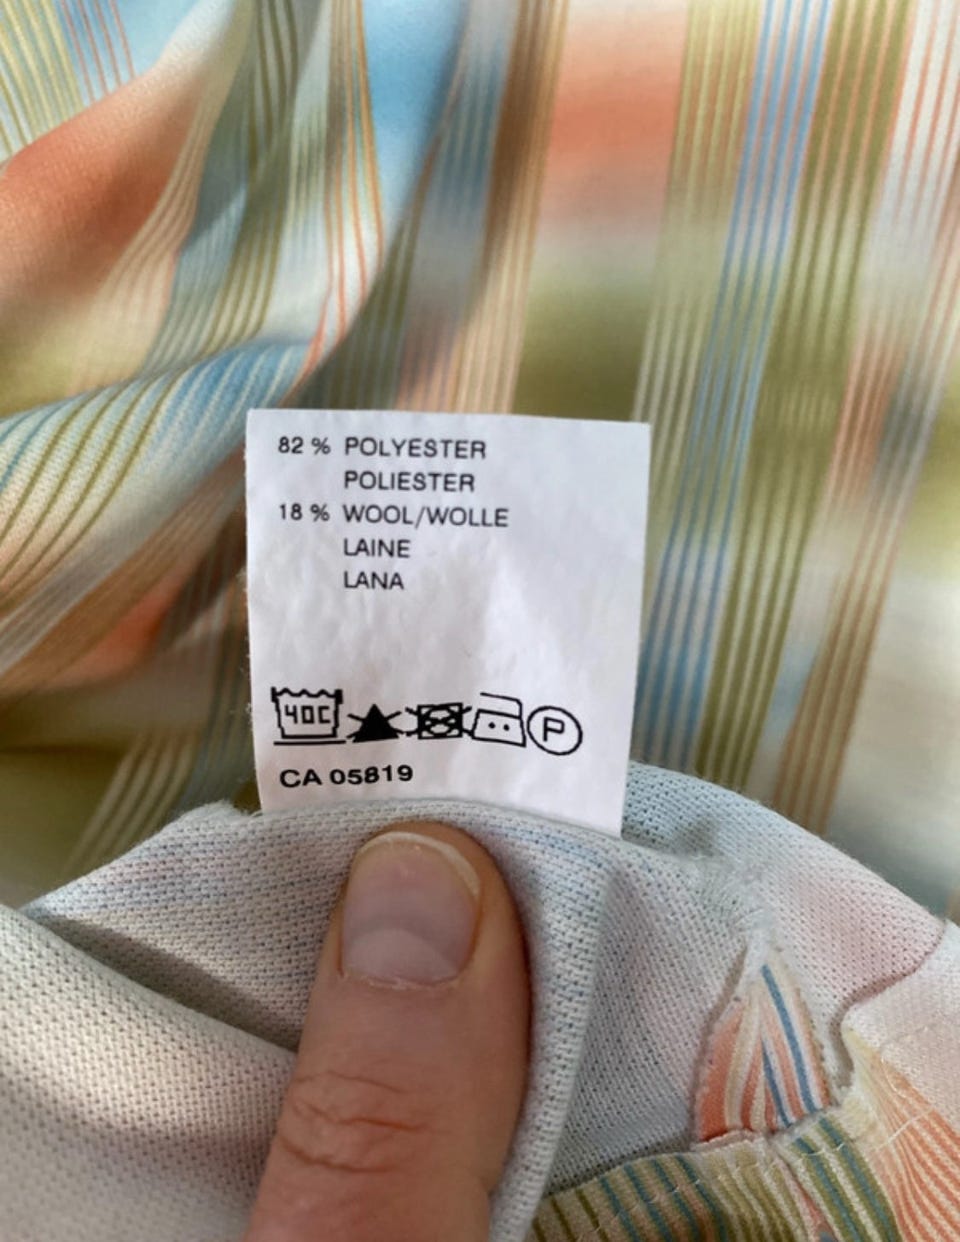 82 % POLYESTER
POLIESTER
18 % WOOL/WOLLE
LAINE
LANA
40C P
CA 05819